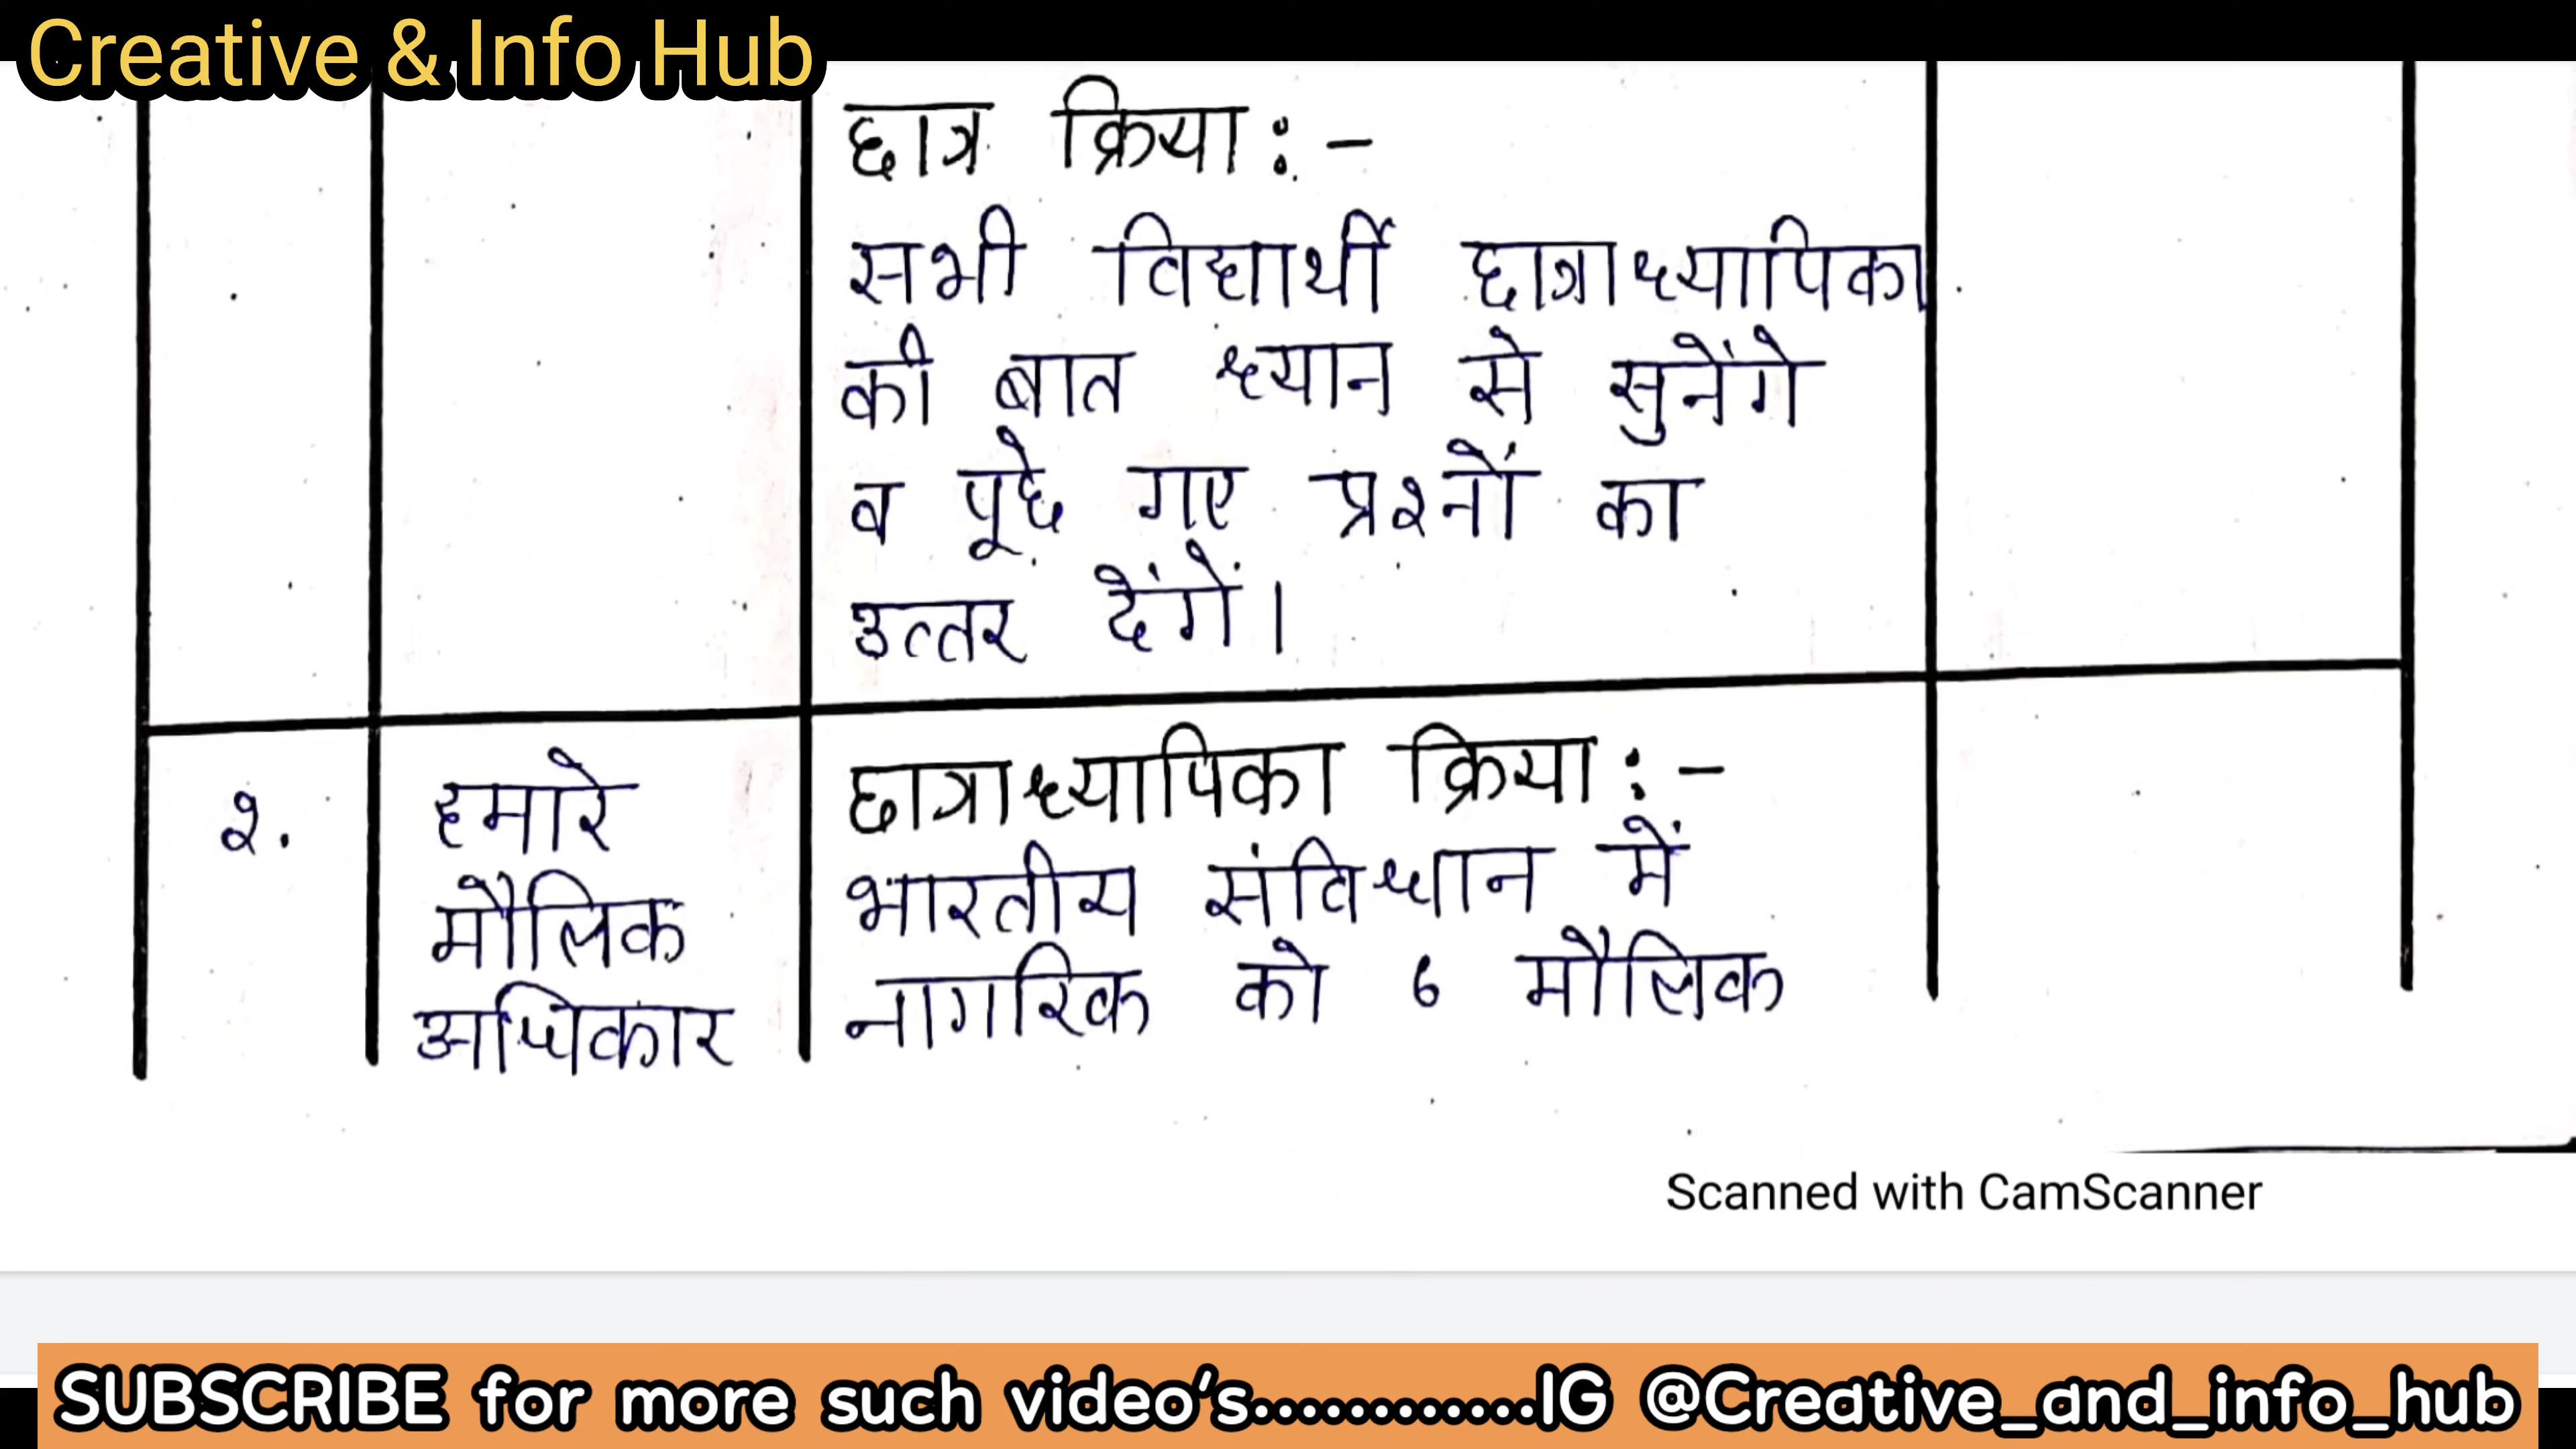 Creative & Info Hub
छात्र क्रिया :-
सभी विद्यार्थी छात्राध्यापिका
की बात ध्यान से सुनेंगे
व पूछे गए प्रश्नों का
उत्तर देंगें।
२.
हमारे
मौलिक
अधिकार
छात्राध्यापिका क्रिया :-
भारतीय संविधान में
नागरिक को 6 मौलिक
Scanned with CamScanner
SUBSCRIBE for more such video's............IG @Creative_and_info_hub